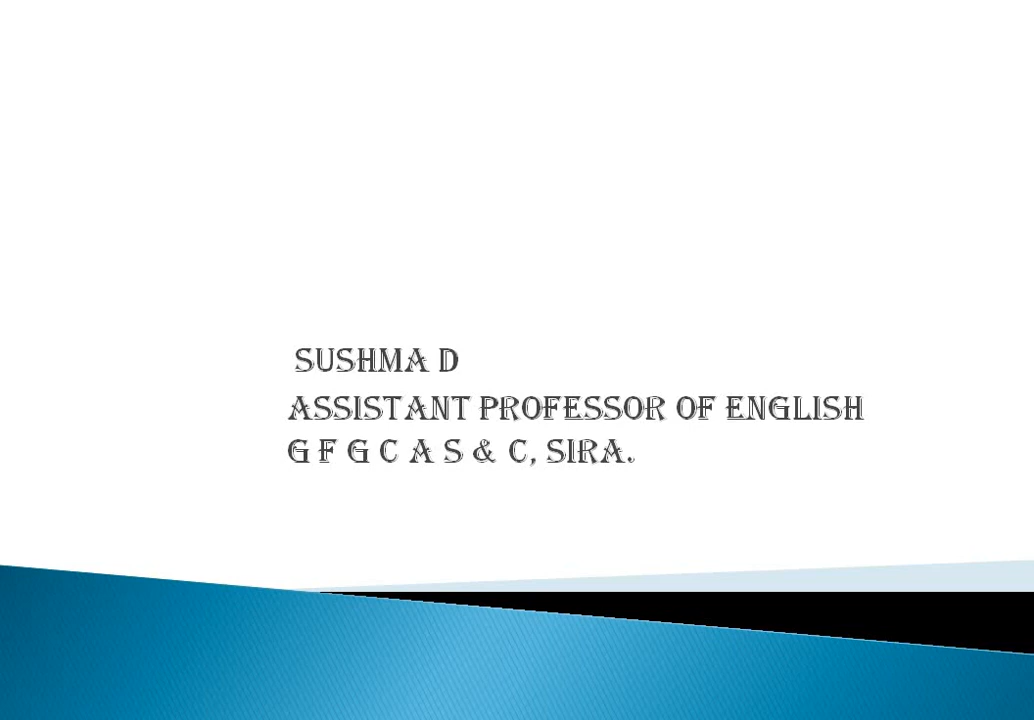 SUSHMA D
ASSISTANT PROFESSOR OF ENGLISH
G F G C A S & C, SIRA.